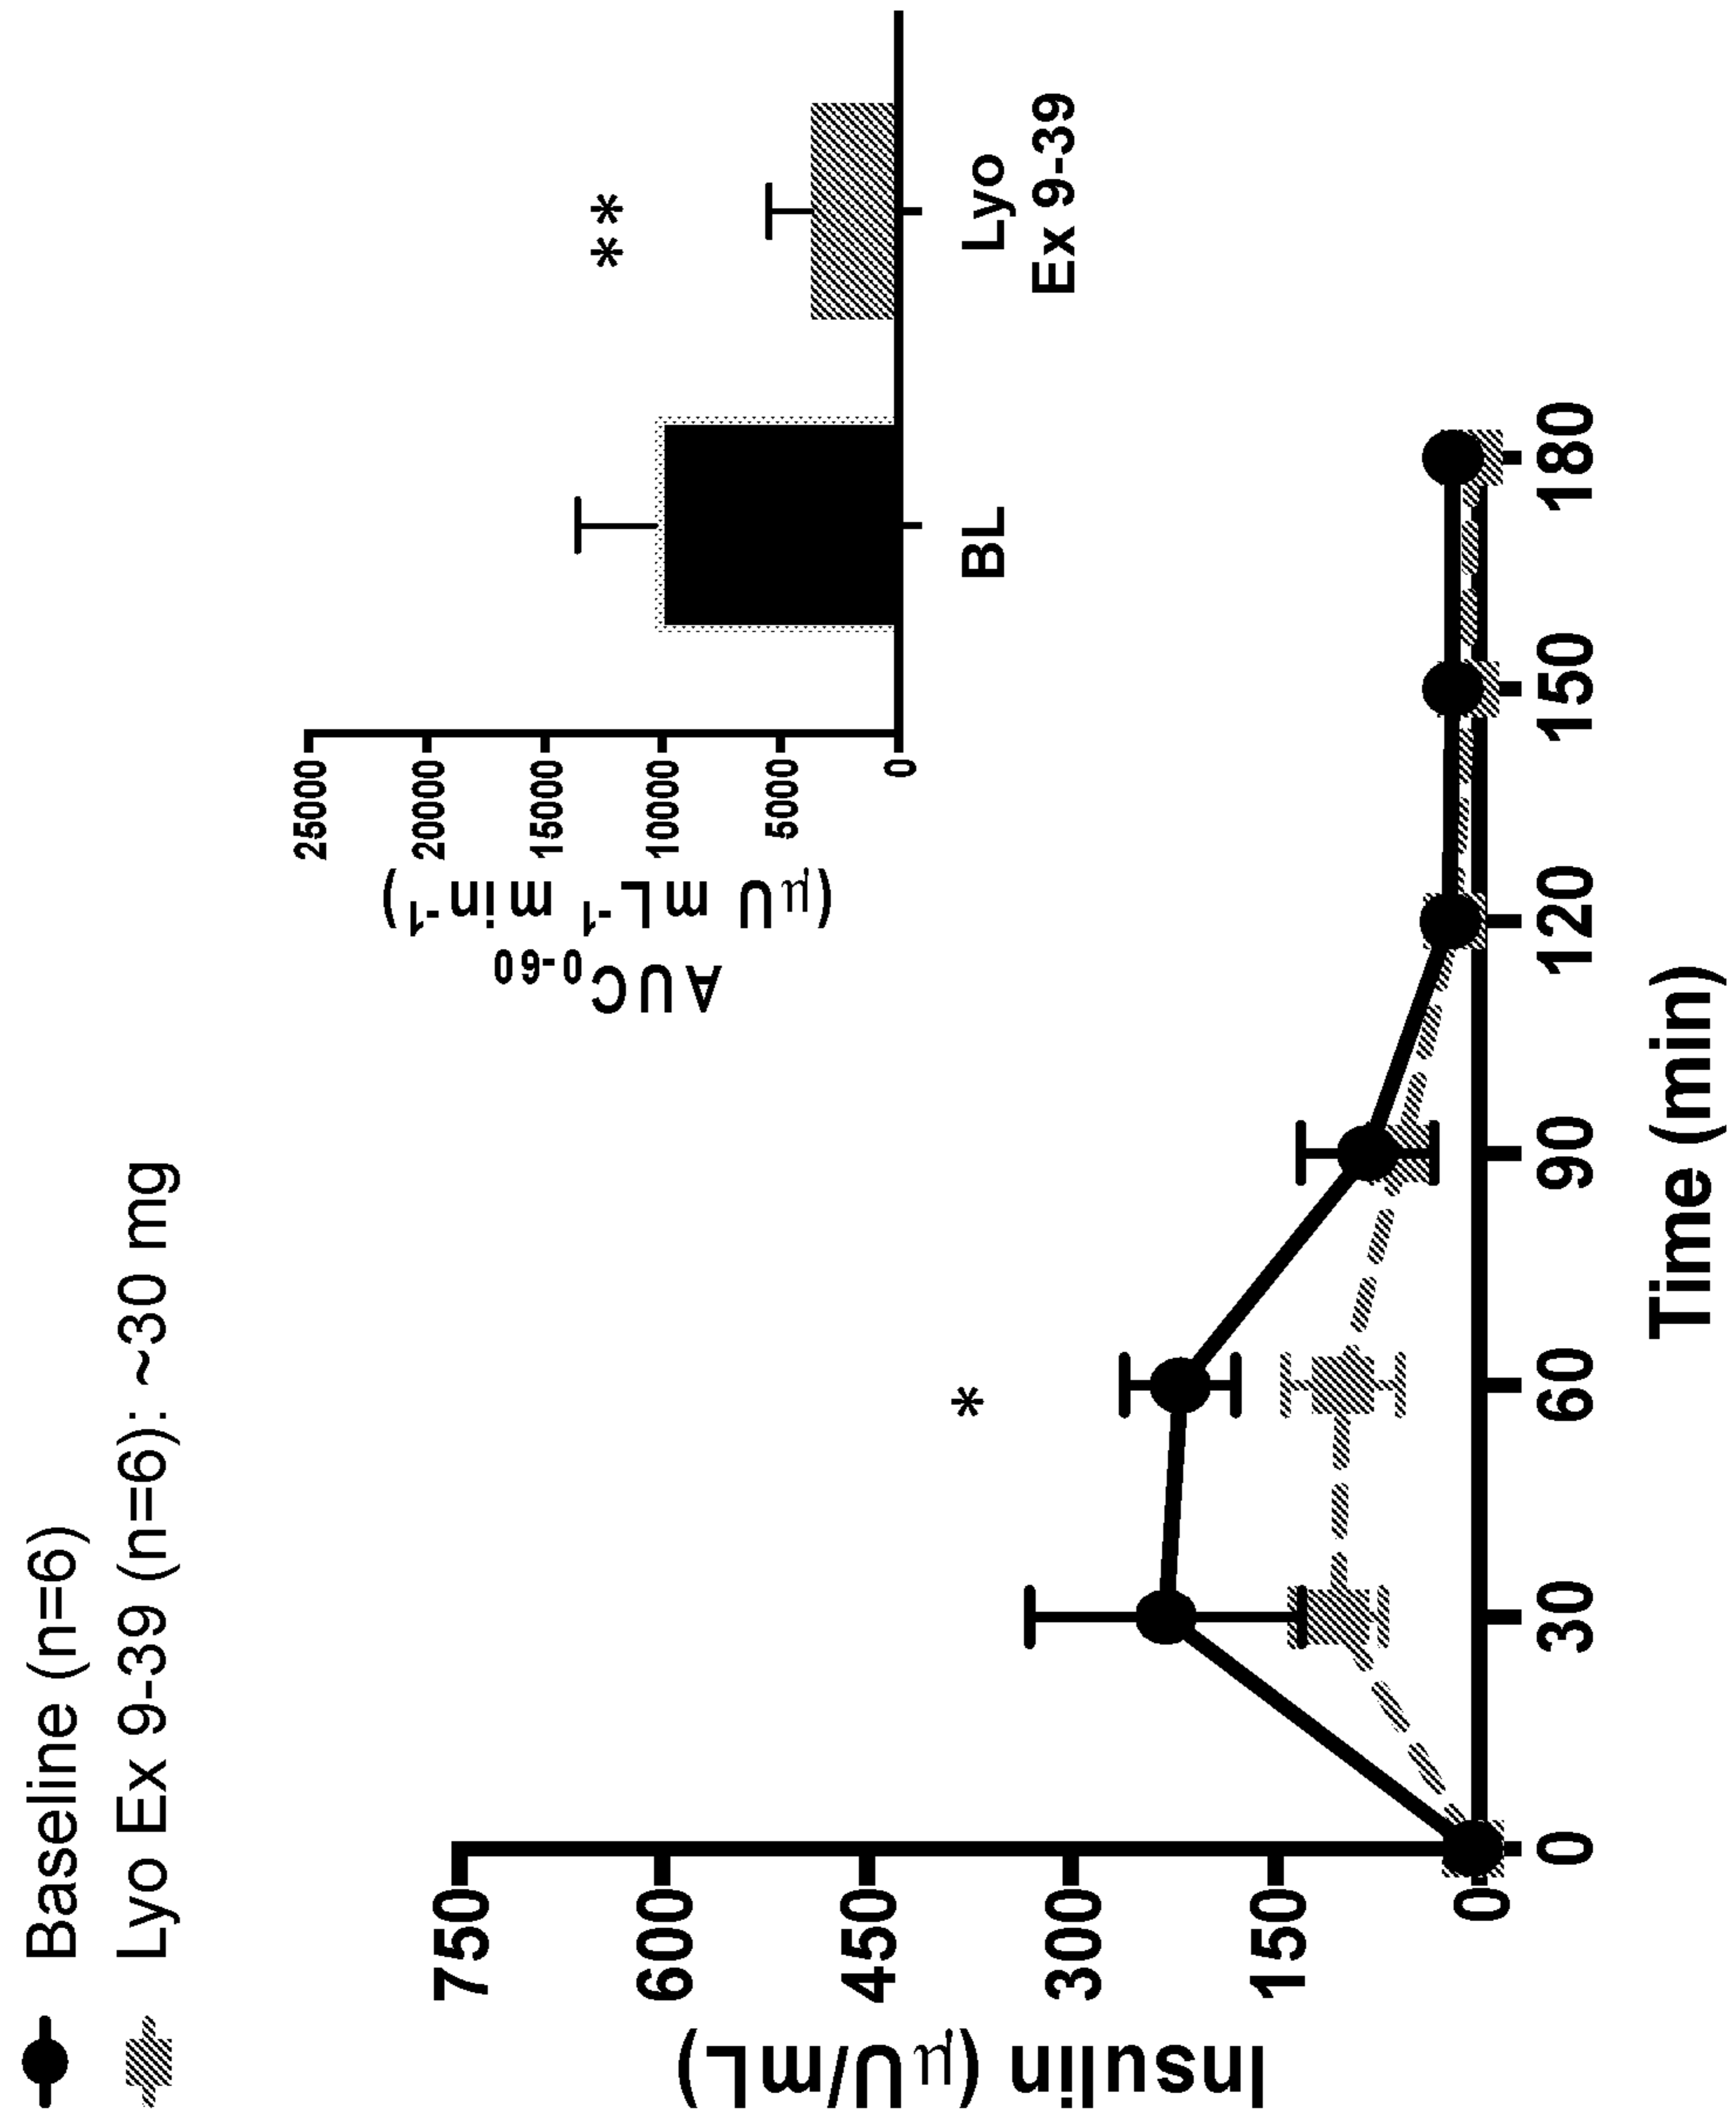 Baseline (n=6)
Lyo Ex 9-39 (n=6): ~30 mg
Insulin (μU/mL)
750
600
450
300
150
0
0
30
60
90
120
150
180
Time (min)
*
AUC0-60
(μU mL-1 min-1)
25000
20000
15000
10000
5000
0
**
BL
Lyo
Ex 9-39